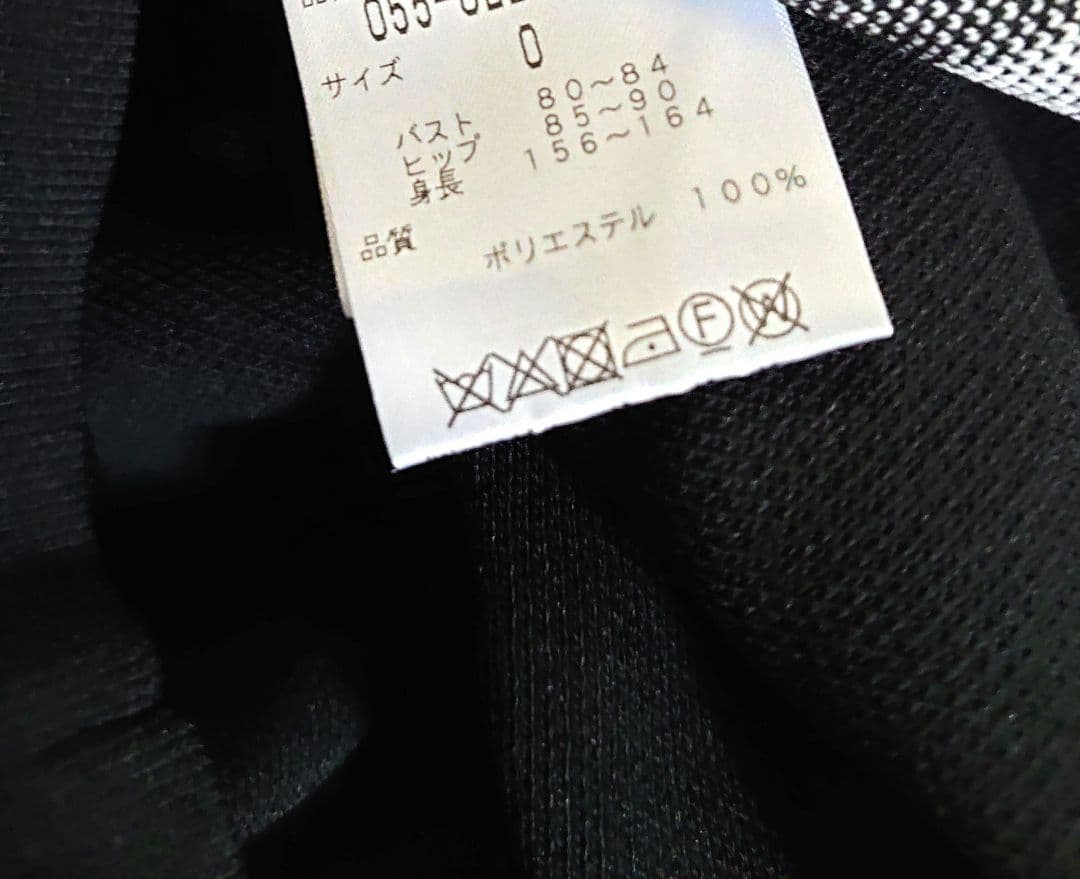 055-
サイズ 0
バスト 80～84
ヒップ 85～90
身長 156～164
品質 ポリエステル 100%
F W